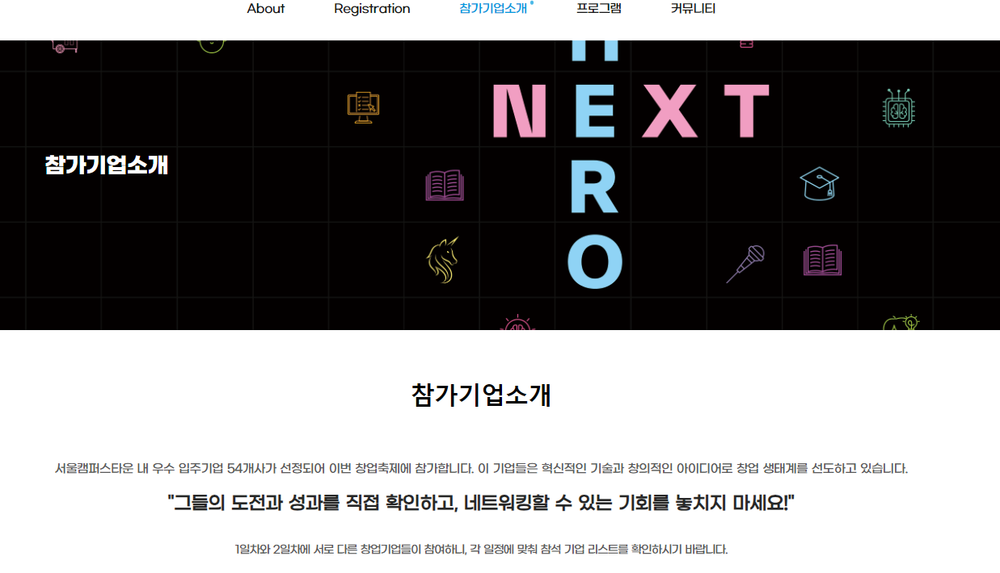 About Registration 참가기업소개 프로그램 커뮤니티
NEXT
HERO
참가기업소개
참가기업소개
서울캠퍼스타운 내 우수 입주기업 54개사가 선정되어 이번 창업축제에 참가합니다. 이 기업들은 혁신적인 기술과 창의적인 아이디어로 창업 생태계를 선도하고 있습니다.
"그들의 도전과 성과를 직접 확인하고, 네트워킹할 수 있는 기회를 놓치지 마세요!"
1일차와 2일차에 서로 다른 창업기업들이 참여하니, 각 일정에 맞춰 참석 기업 리스트를 확인하시기 바랍니다.